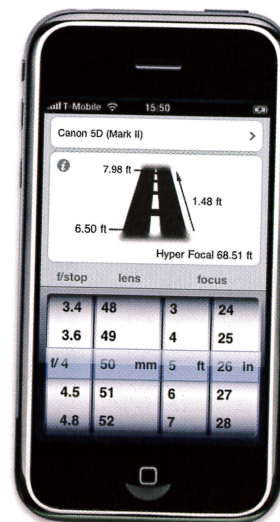 T-Mobile 15:50
Canon 5D (Mark II) >
i 7.98 ft
1.48 ft
6.50 ft
Hyper Focal 68.51 ft
f/stop lens focus
3.4 48 3 24
3.6 49 4 25
f/ 4 50 mm 5 ft 26 in
4.5 51 6 27
4.8 52 7 28